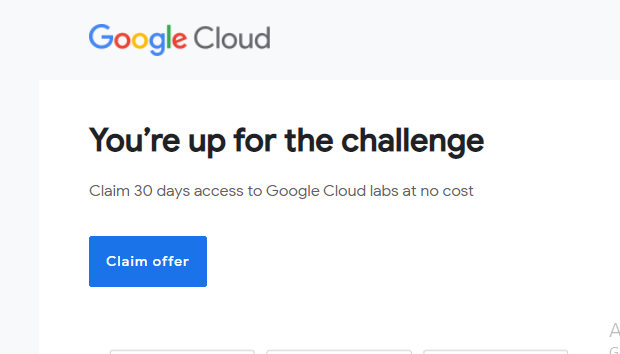 Google Cloud
You’re up for the challenge
Claim 30 days access to Google Cloud labs at no cost
Claim offer